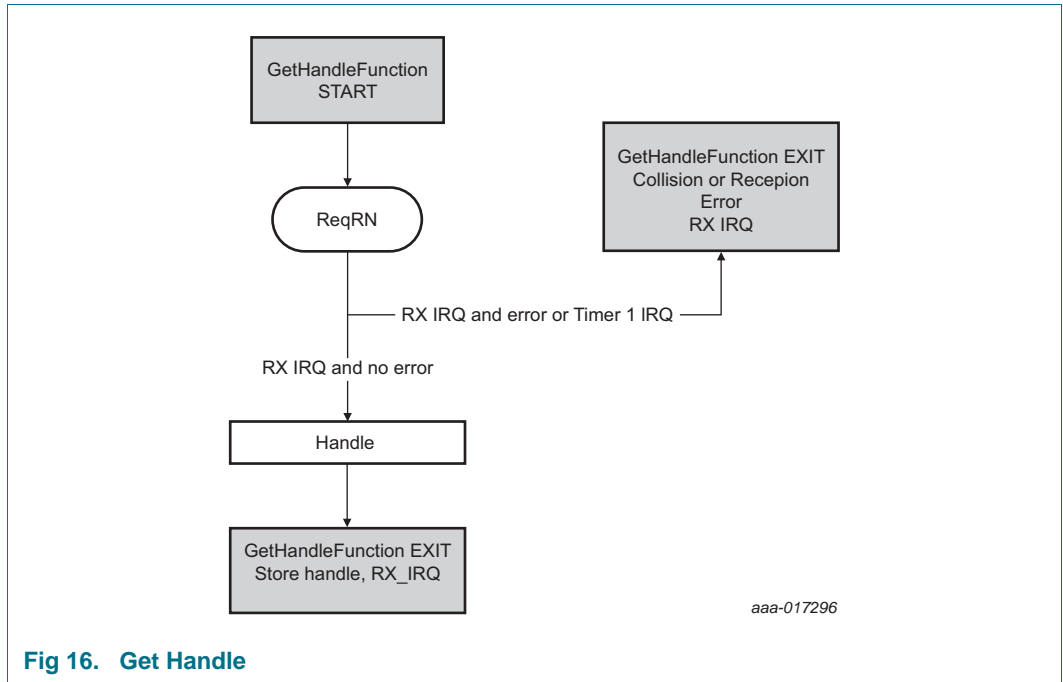 GetHandleFunction
START
ReqRN
GetHandleFunction EXIT
Collision or Recepion
Error
RX IRQ
RX IRQ and error or Timer 1 IRQ
RX IRQ and no error
Handle
GetHandleFunction EXIT
Store handle, RX_IRQ
aaa-017296
Fig 16. Get Handle